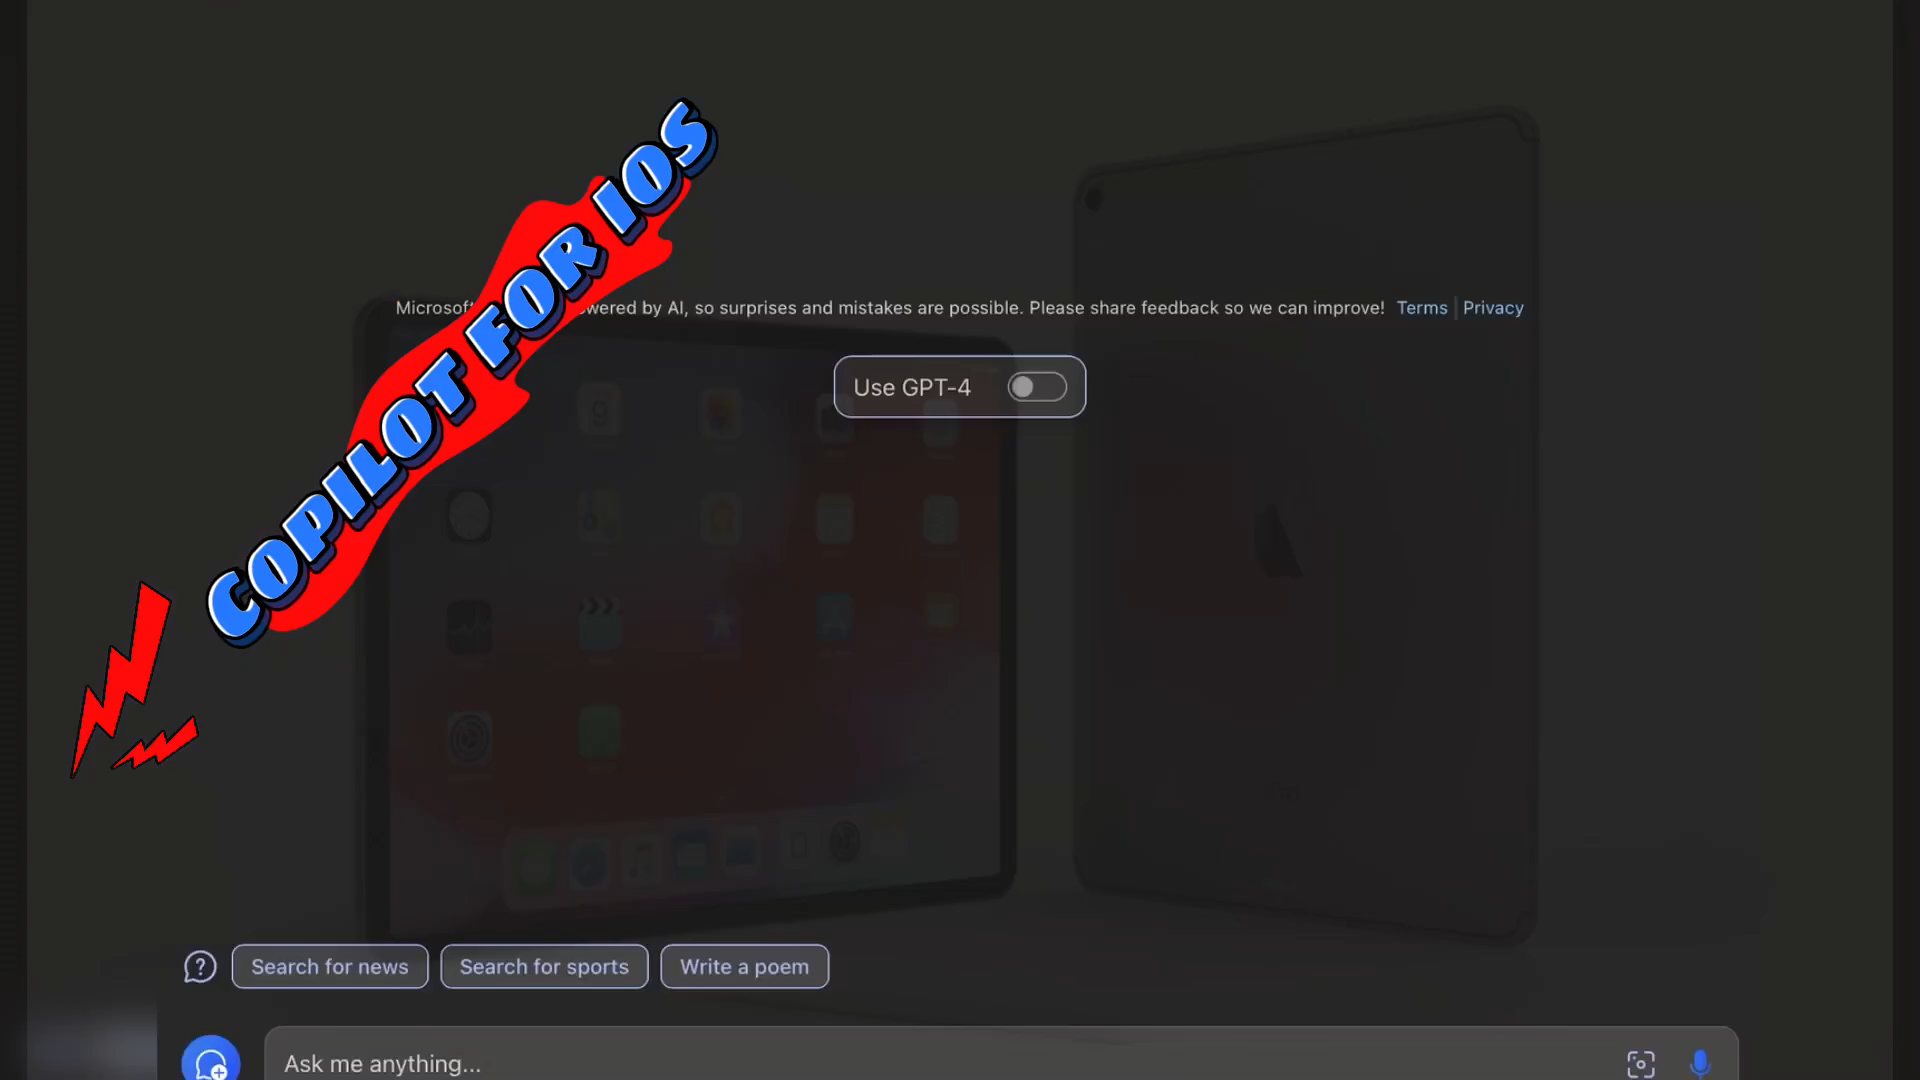 COPILOT FOR IOS
Microsoft wered by AI, so surprises and mistakes are possible. Please share feedback so we can improve! Terms | Privacy
Use GPT-4
Search for news
Search for sports
Write a poem
Ask me anything...